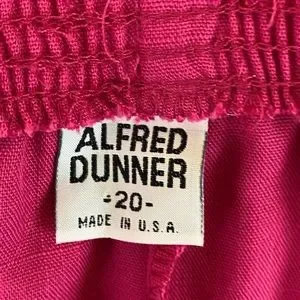 ALFRED
DUNNER
-20-
MADE IN U.S.A.